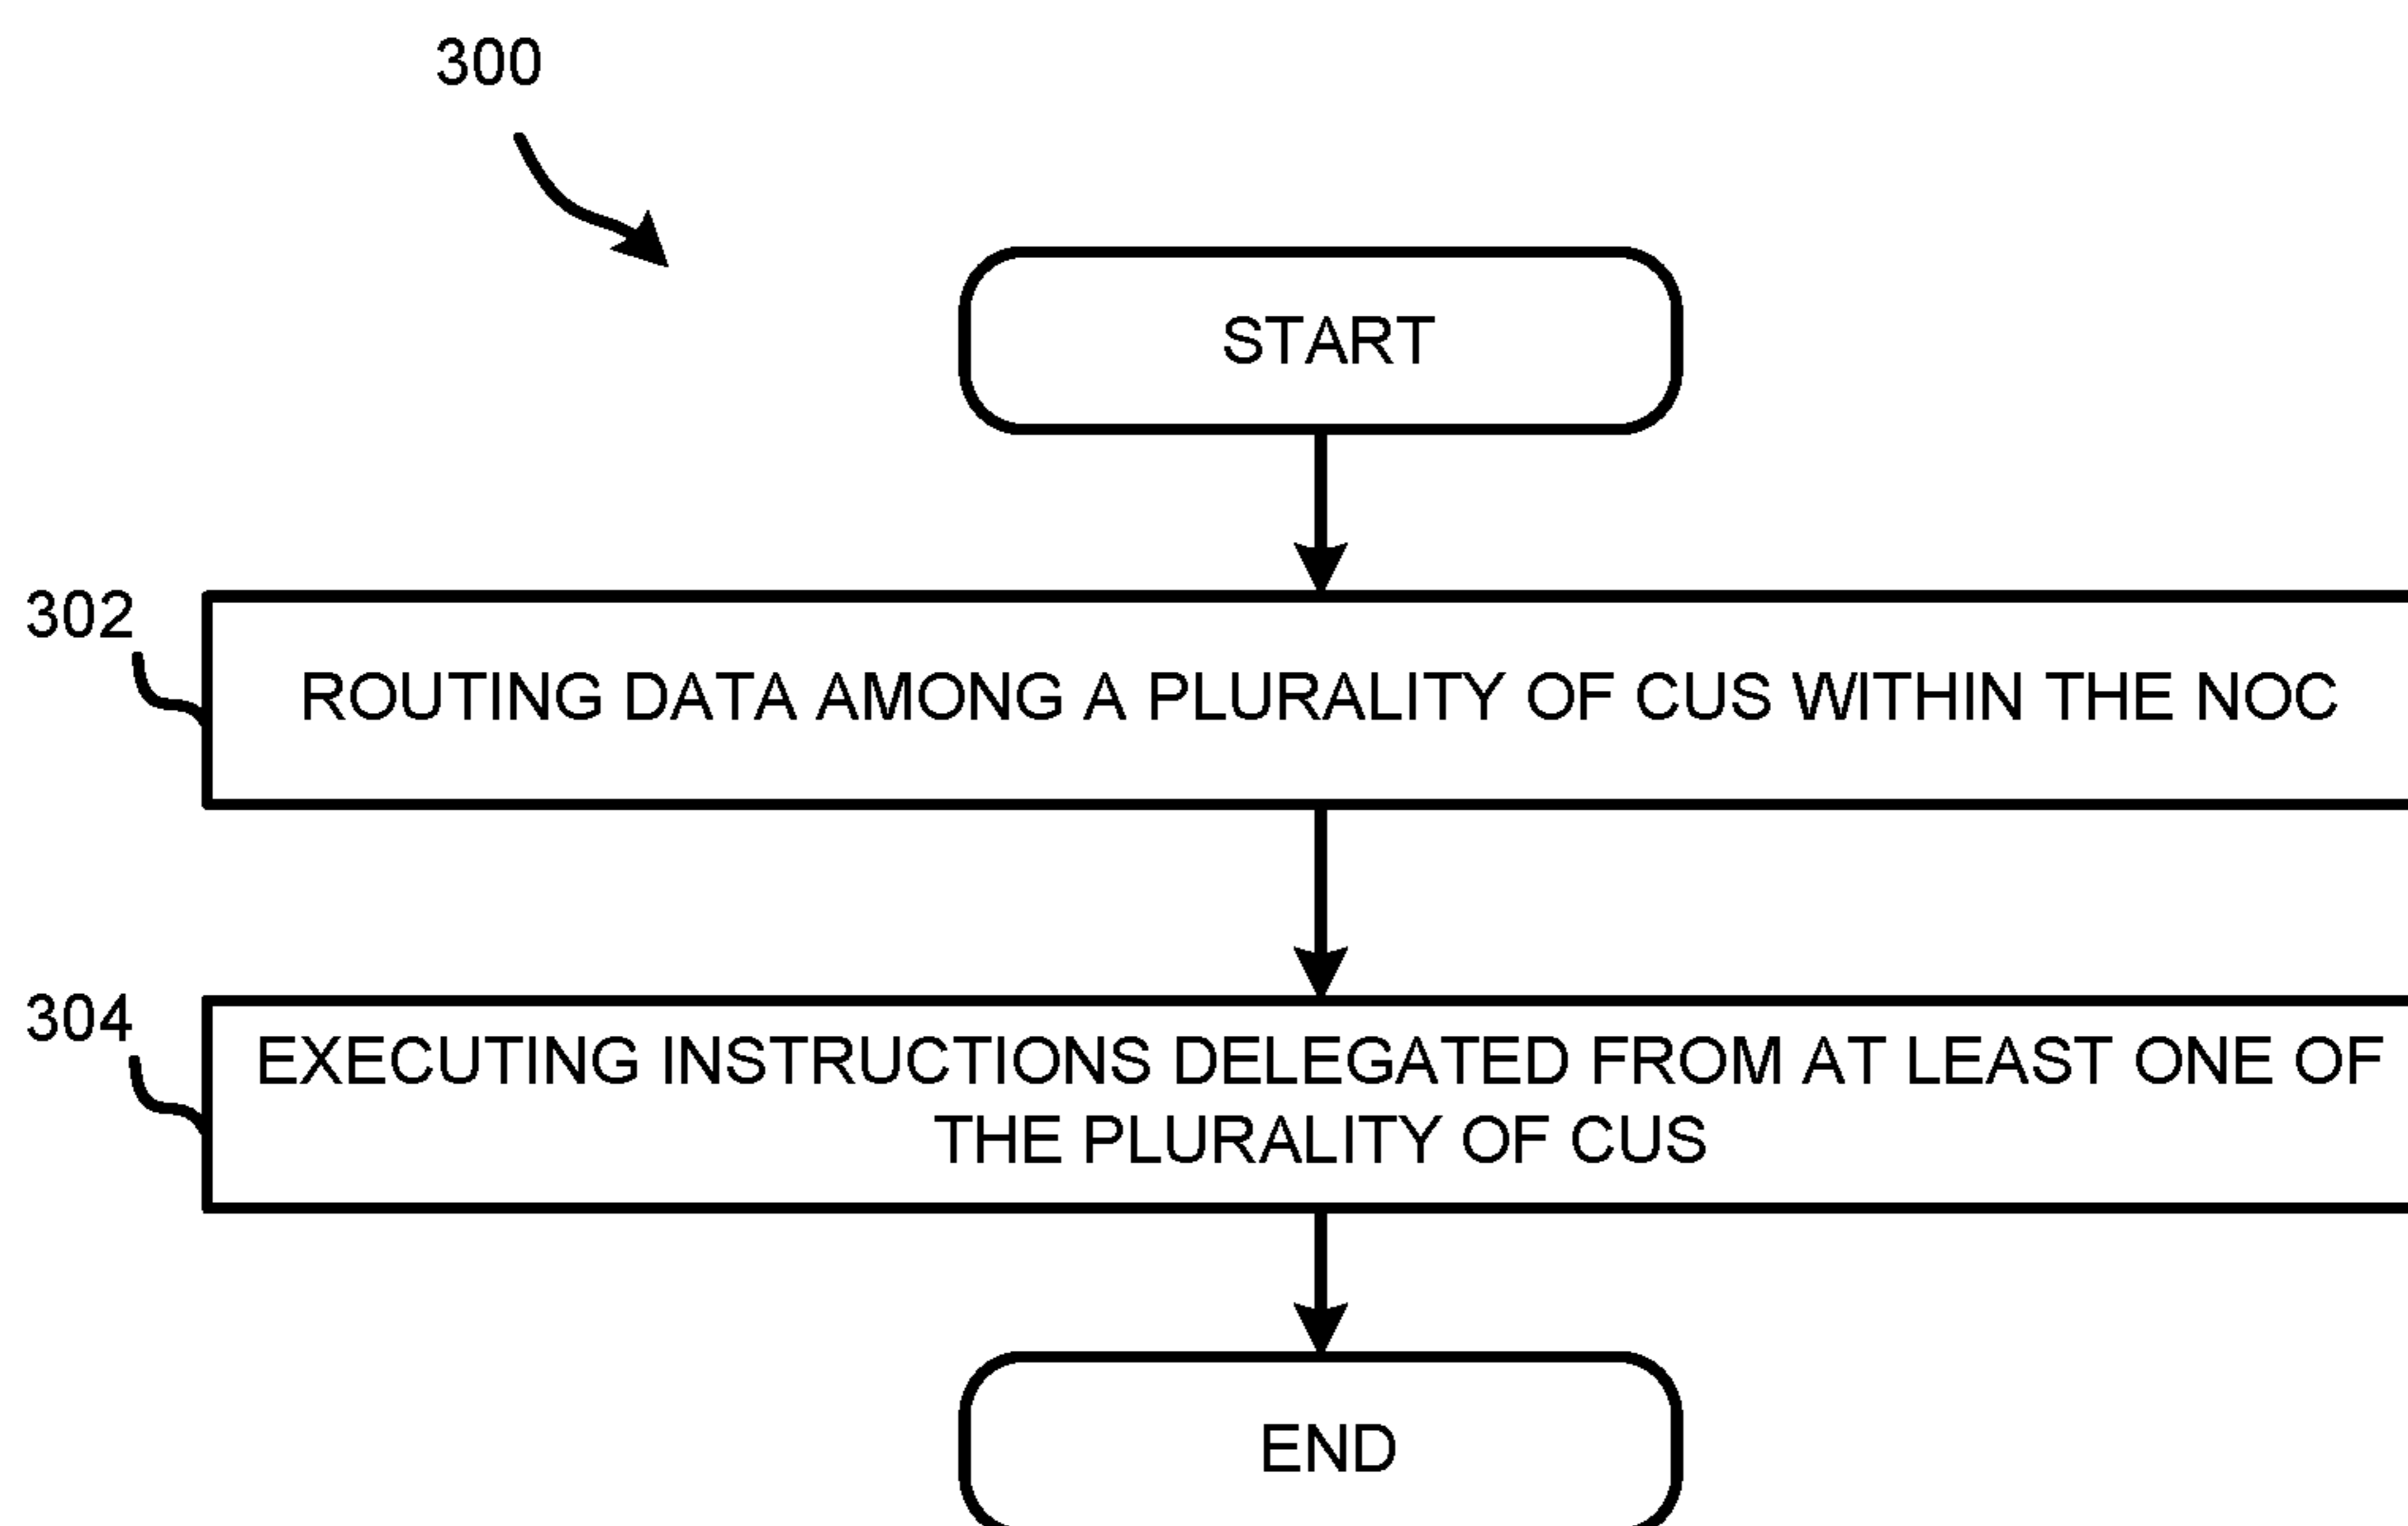 300
START
302
ROUTING DATA AMONG A PLURALITY OF CUS WITHIN THE NOC
304
EXECUTING INSTRUCTIONS DELEGATED FROM AT LEAST ONE OF
THE PLURALITY OF CUS
END